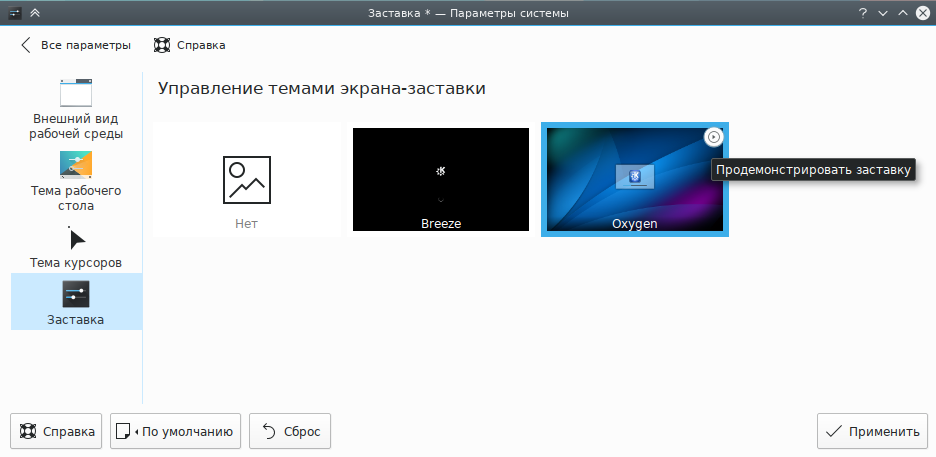 Заставка * — Параметры системы
Все параметры
Справка
Внешний вид
рабочей среды
Тема рабочего
стола
Тема курсоров
Заставка
Управление темами экрана-заставки
Нет
Breeze
Oxygen
Продемонстрировать заставку
Справка
По умолчанию
Сброс
Применить